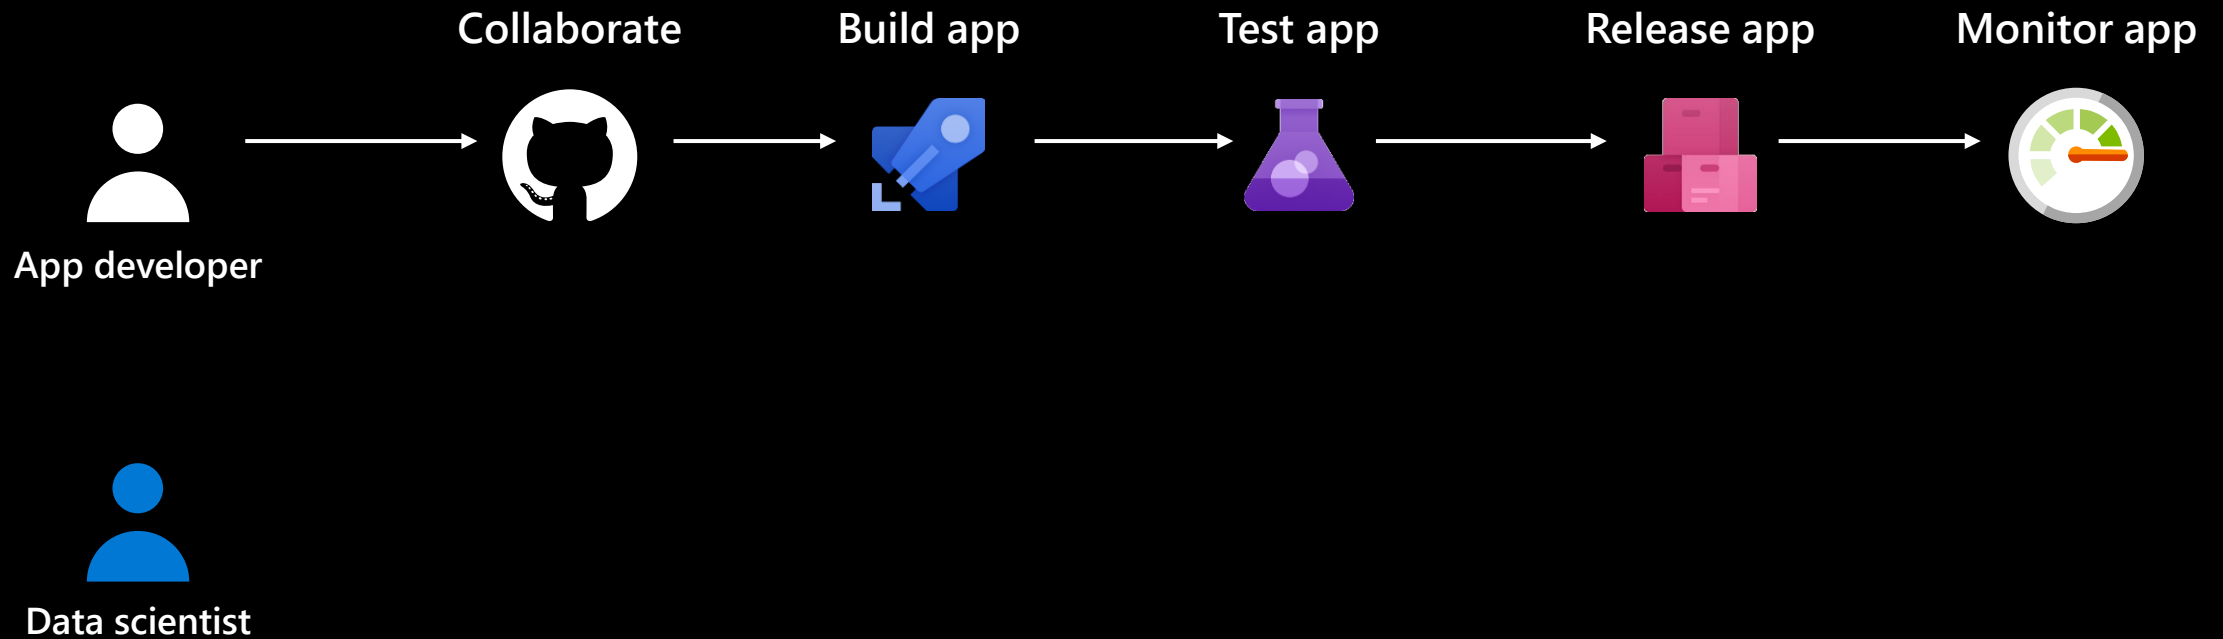 Collaborate
Build app
Test app
Release app
Monitor app
App developer
Data scientist